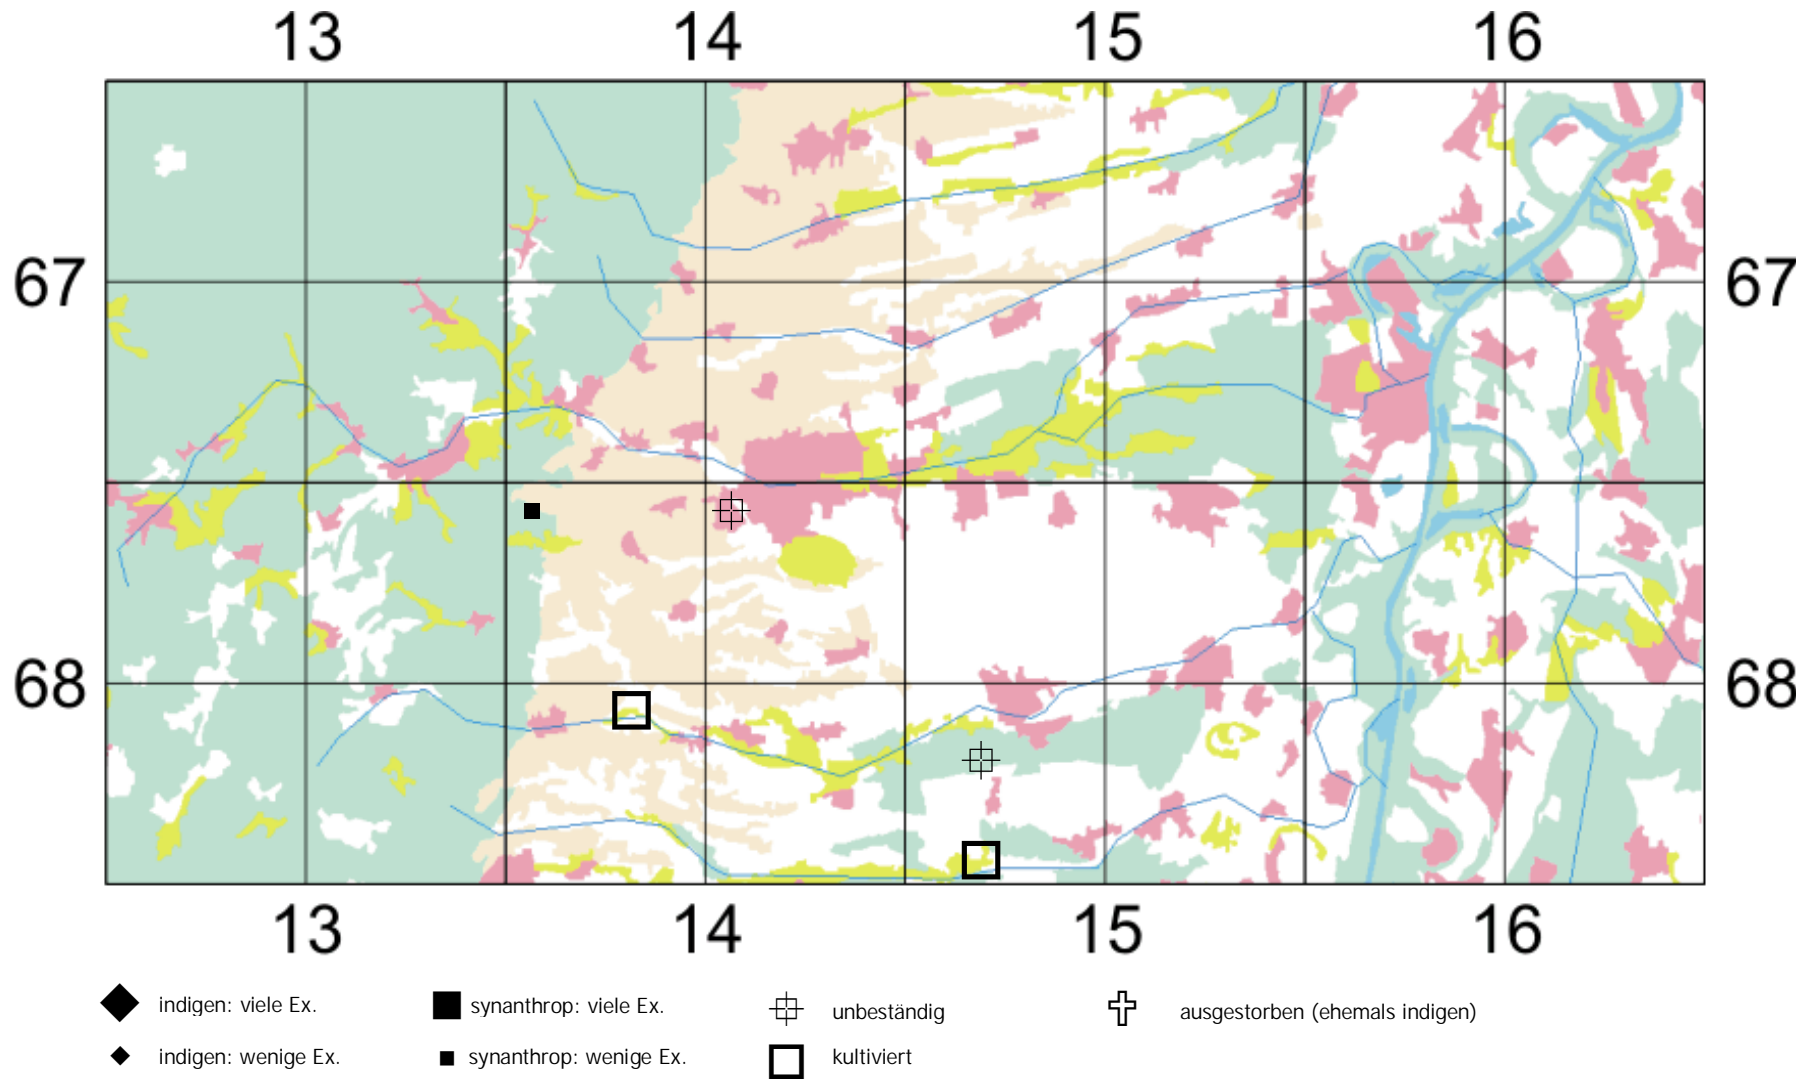 13 14 15 16
67 67
68 68
13 14 15 16
indigen: viele Ex. synanthrop: viele Ex. unbeständig ausgestorben (ehemals indigen)
indigen: wenige Ex. synanthrop: wenige Ex. kultiviert